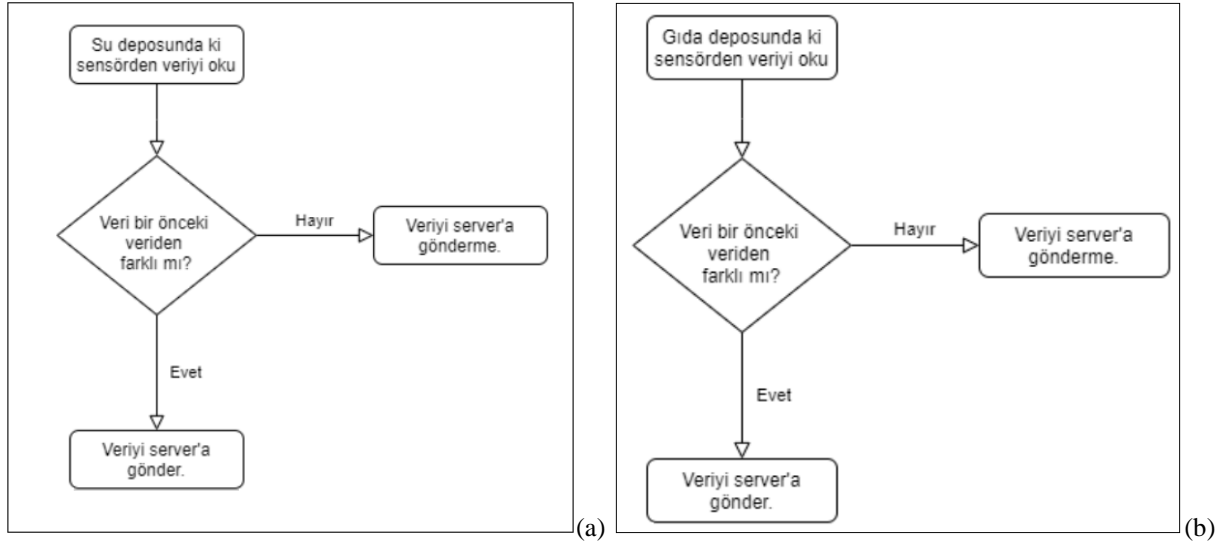 Su deposunda ki
sensörden veriyi oku
Veri bir önceki
veriden
farklı mı?
Hayır
Veriyi server'a
gönderme.
Evet
Veriyi server'a
gönder.
(a)
Gıda deposunda ki
sensörden veriyi oku
Veri bir önceki
veriden
farklı mı?
Hayır
Veriyi server'a
gönderme.
Evet
Veriyi server'a
gönder.
(b)